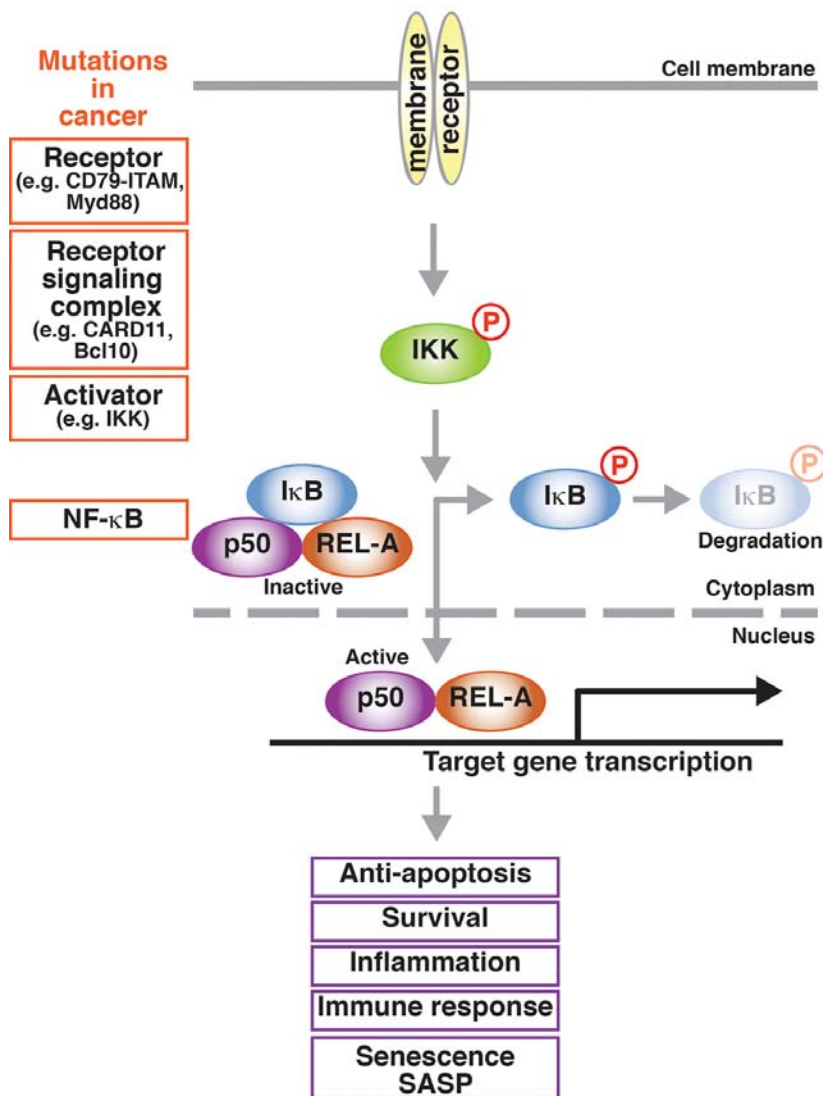 Mutations
in
cancer
Cell membrane
membrane
receptor
Receptor
(e.g. CD79-ITAM,
Myd88)
Receptor
signaling
complex
(e.g. CARD11,
Bcl10)
Activator
(e.g. IKK)
NF-κB
P
IKK
IκB
p50
REL-A
Inactive
P
IκB
P
IκB
Degradation
Cytoplasm
Nucleus
Active
p50
REL-A
Target gene transcription
Anti-apoptosis
Survival
Inflammation
Immune response
Senescence
SASP